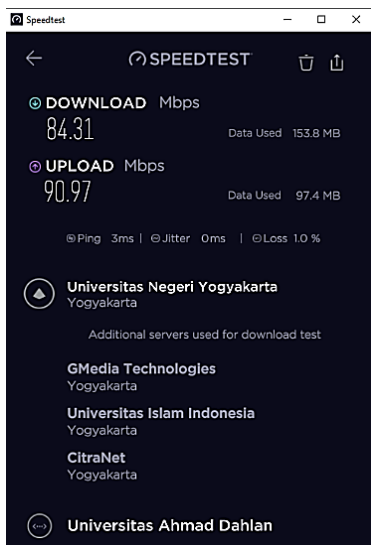 Speedtest
SPEEDTEST
DOWNLOAD Mbps
84.31
Data Used 153.8 MB
UPLOAD Mbps
90.97
Data Used 97.4 MB
Ping 3ms | Jitter 0ms | Loss 1.0 %
Universitas Negeri Yogyakarta
Yogyakarta
Additional servers used for download test
GMedia Technologies
Yogyakarta
Universitas Islam Indonesia
Yogyakarta
CitraNet
Yogyakarta
Universitas Ahmad Dahlan